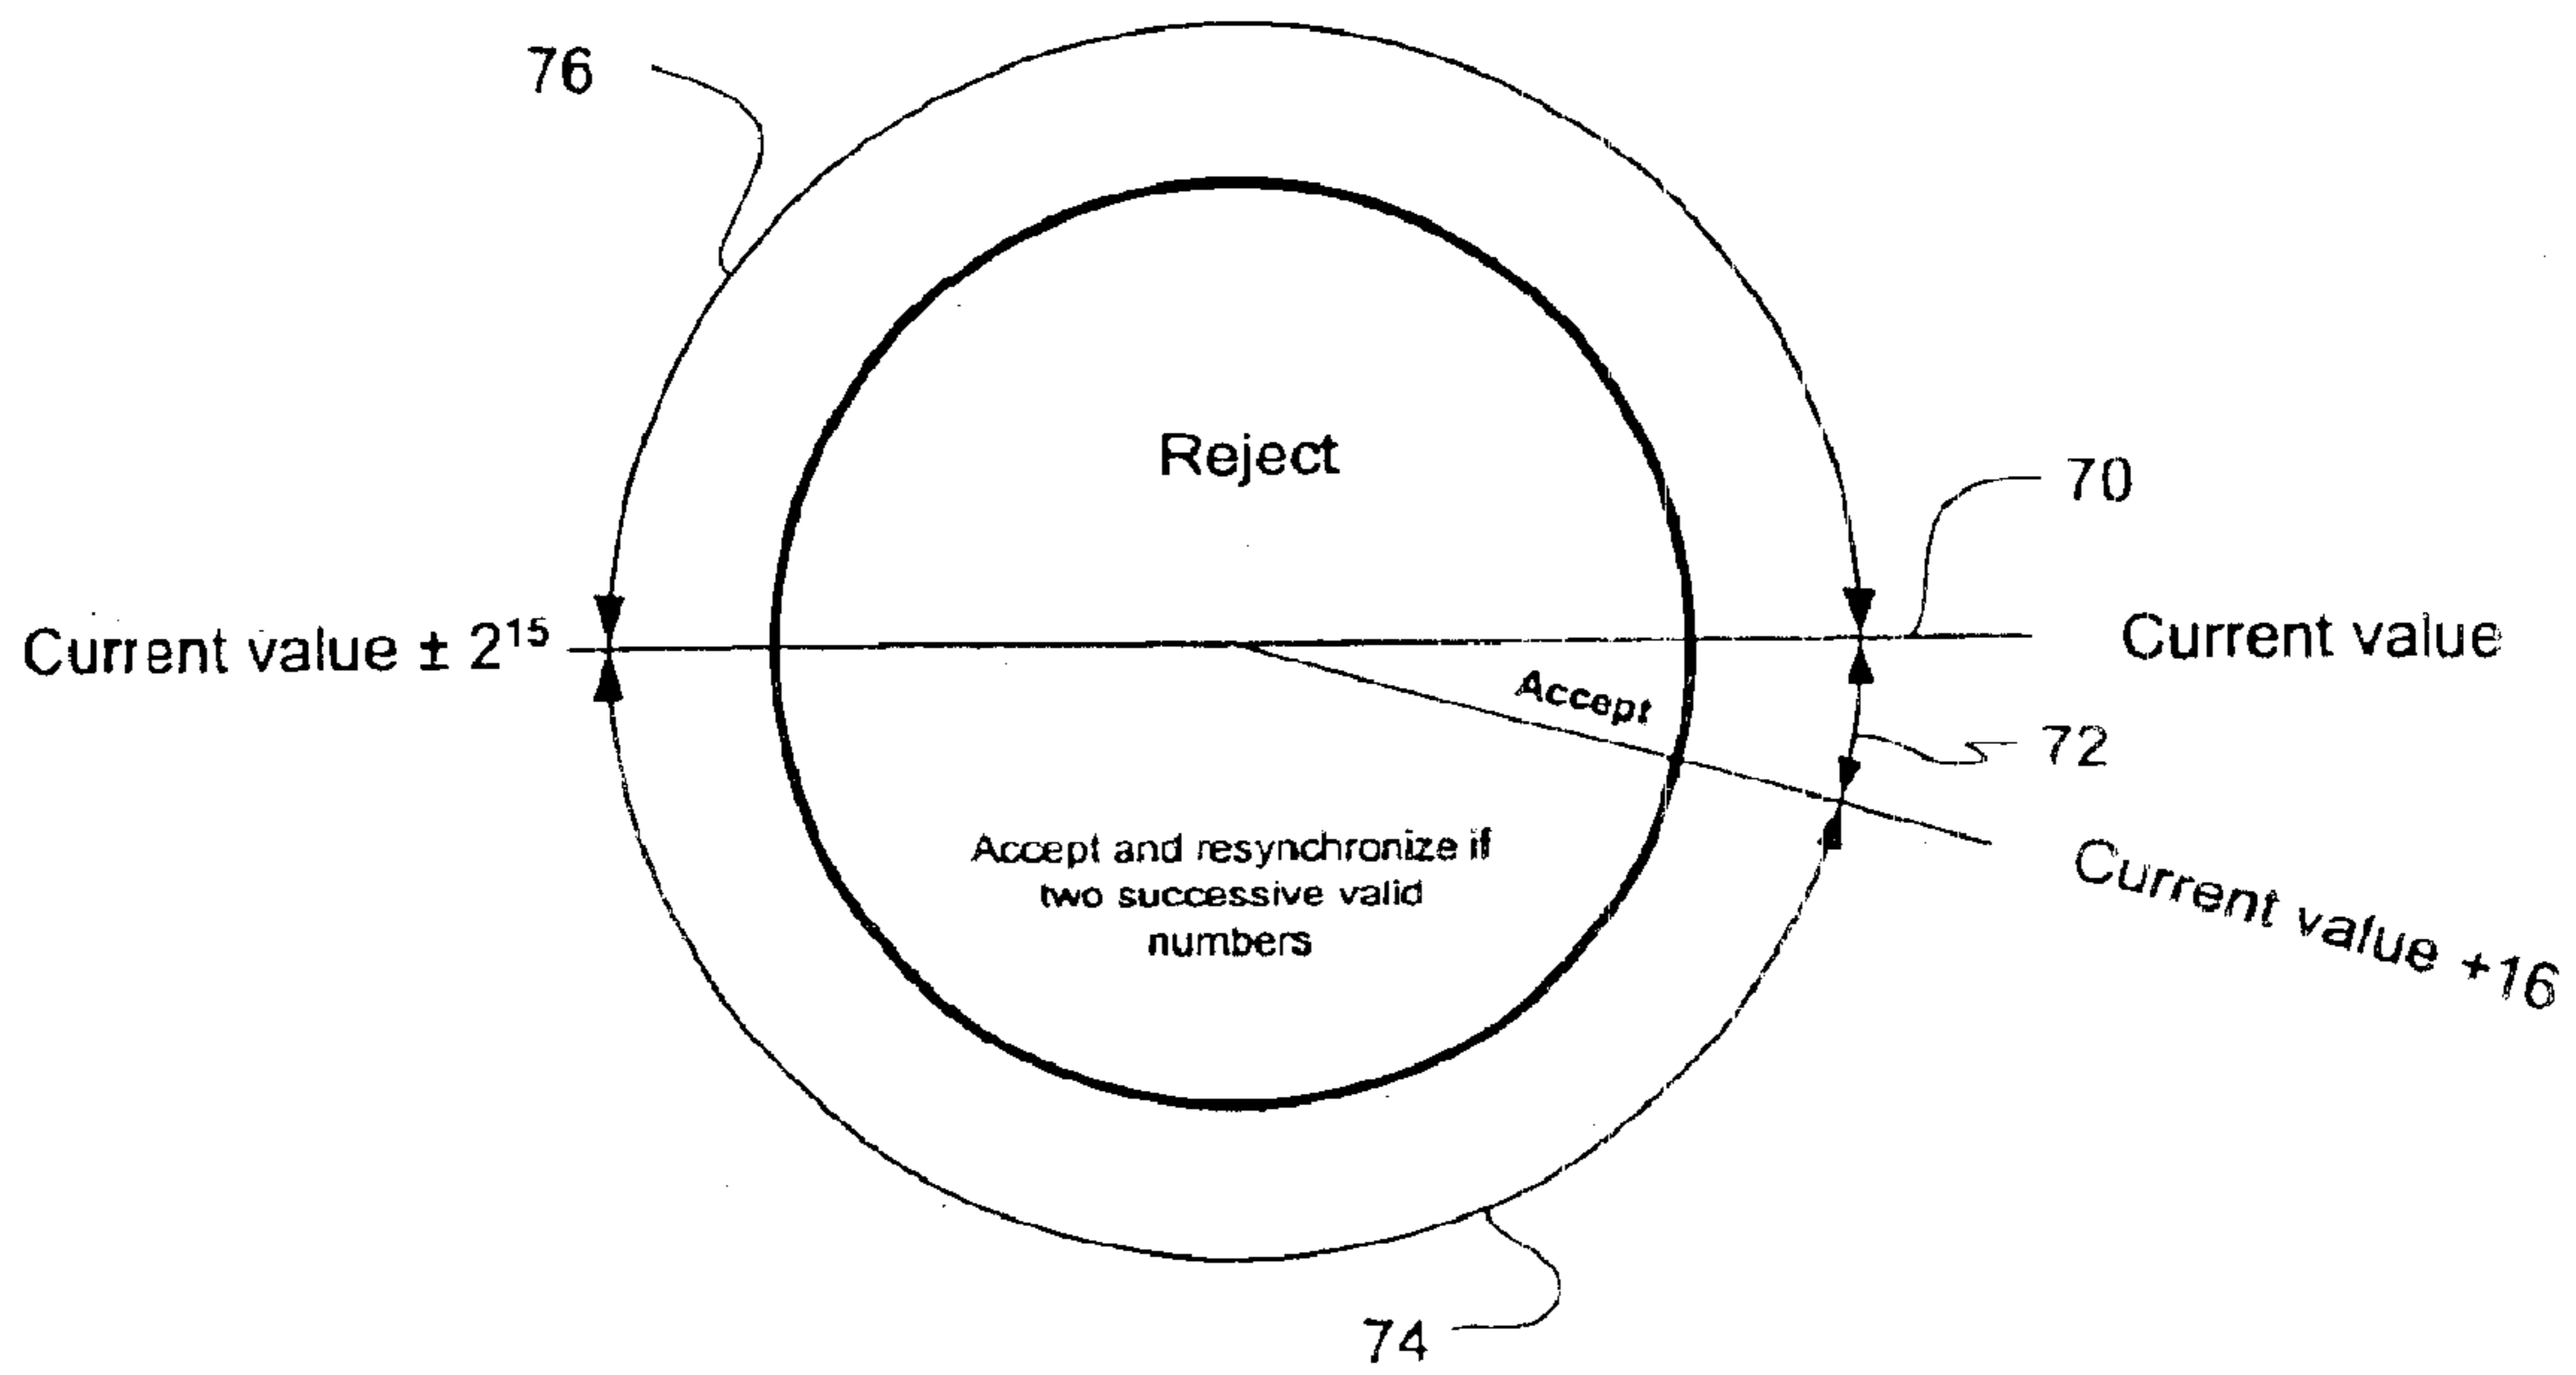 76
Reject
70
Current value ± 2¹⁵
Current value
Accept
72
Current value +16
Accept and resynchronize if
two successive valid
numbers
74